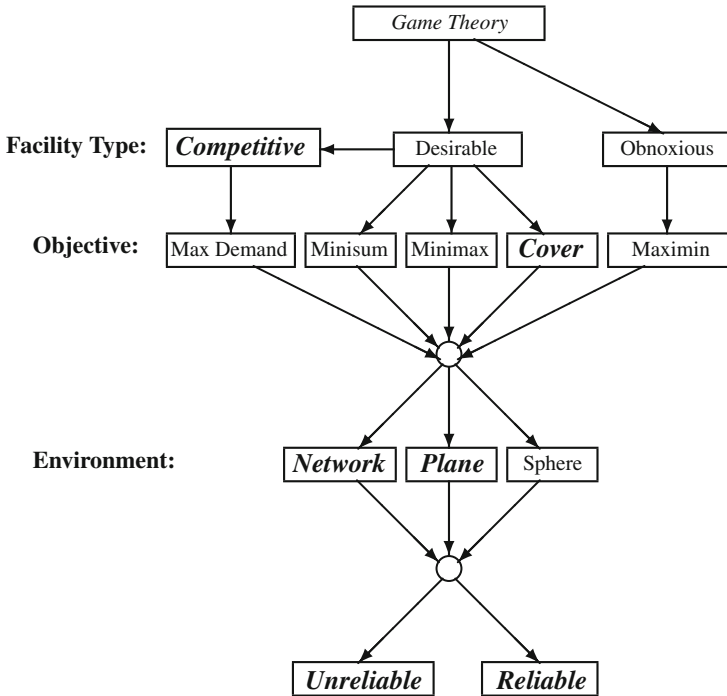 Game Theory
Facility Type: Competitive Desirable Obnoxious
Objective: Max Demand Minisum Minimax Cover Maximin
Environment: Network Plane Sphere
Unreliable Reliable